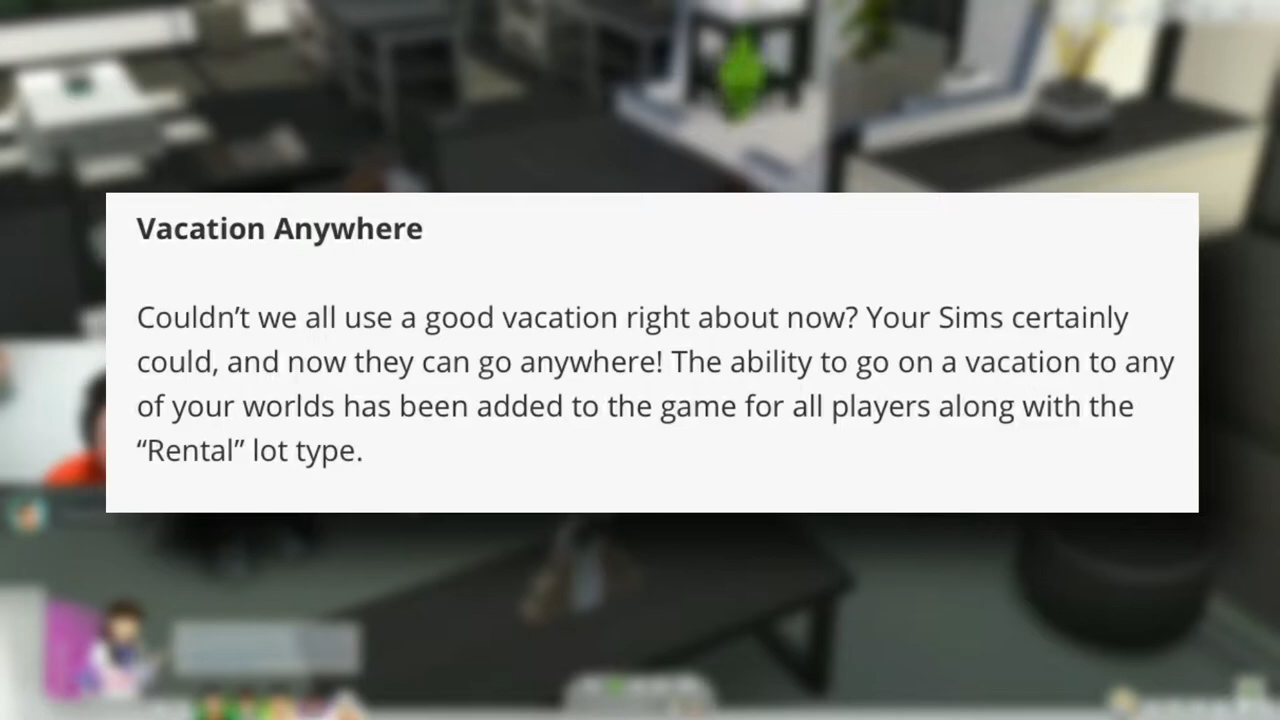 Vacation Anywhere
Couldn’t we all use a good vacation right about now? Your Sims certainly
could, and now they can go anywhere! The ability to go on a vacation to any
of your worlds has been added to the game for all players along with the
“Rental” lot type.